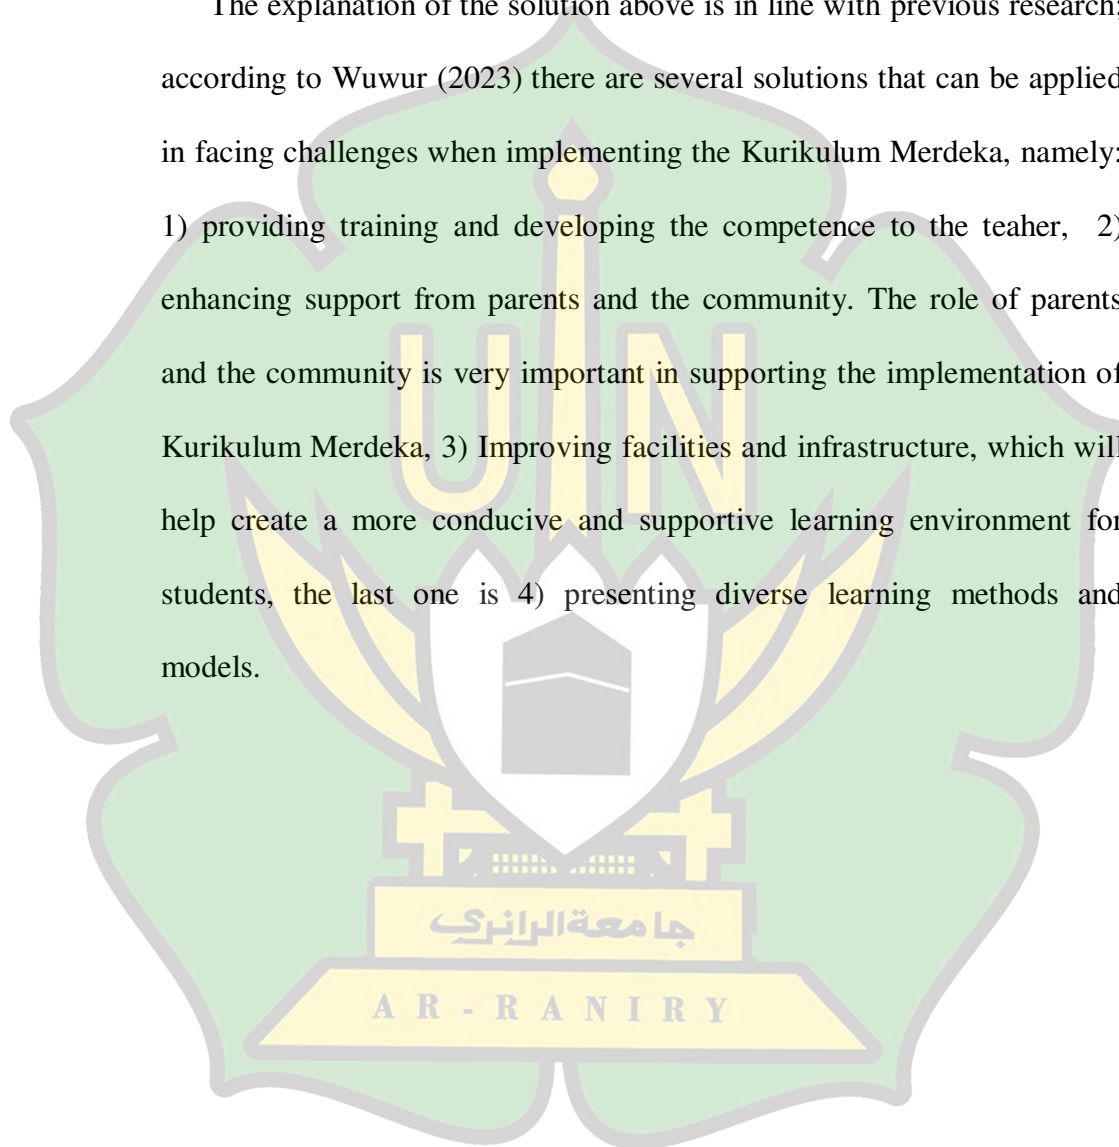 The explanation of the solution above is in line with previous research;
according to Wuwur (2023) there are several solutions that can be applied
in facing challenges when implementing the Kurikulum Merdeka, namely:
1) providing training and developing the competence to the teaher, 2)
enhancing support from parents and the community. The role of parents
and the community is very important in supporting the implementation of
Kurikulum Merdeka, 3) Improving facilities and infrastructure, which will
help create a more conducive and supportive learning environment for
students, the last one is 4) presenting diverse learning methods and
models.
UIN
جامعة الرانري
AR-RANIRY